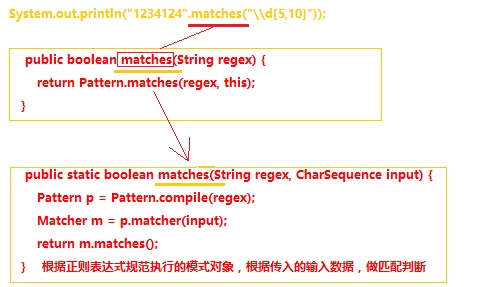 System.out.println("1234124".matches("\\d[5,10]"));
public boolean matches(String regex) {
return Pattern.matches(regex, this);
}
public static boolean matches(String regex, CharSequence input) {
Pattern p = Pattern.compile(regex);
Matcher m = p.matcher(input);
return m.matches();
} 根据正则表达式规范执行的模式对象，根据传入的输入数据，做匹配判断